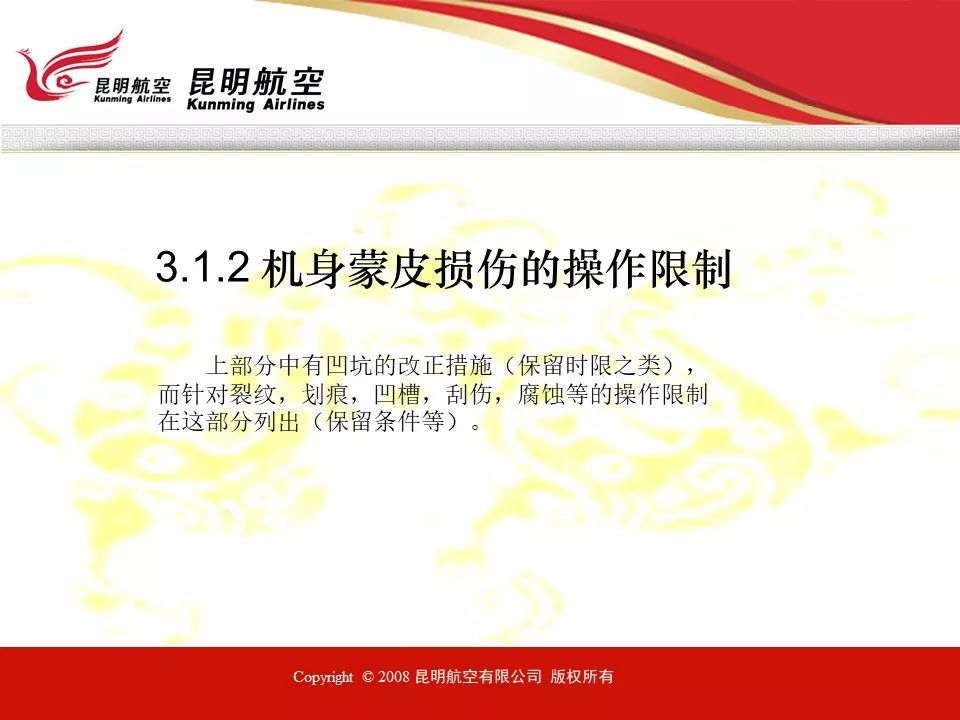 昆明航空
Kunming Airlines
昆明航空
Kunming Airlines
3.1.2 机身蒙皮损伤的操作限制
上部分中有凹坑的改正措施（保留时限之类），
而针对裂纹，划痕，凹槽，刮伤，腐蚀等的操作限制
在这部分列出（保留条件等）。
Copyright © 2008 昆明航空有限公司 版权所有